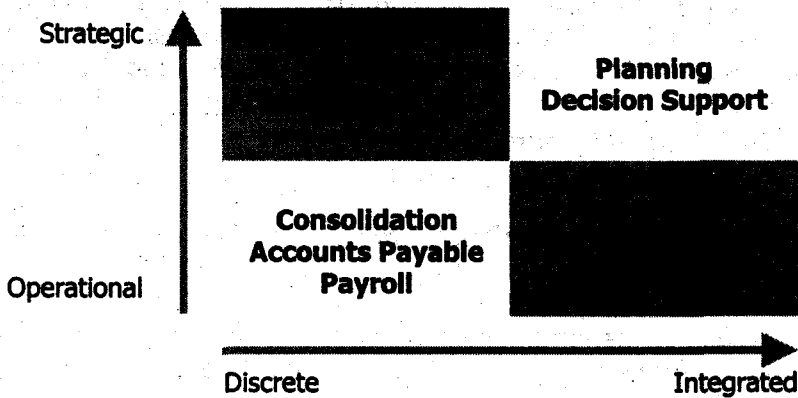 Strategic
Planning
Decision Support
Consolidation
Accounts Payable
Payroll
Operational
Discrete
Integrated